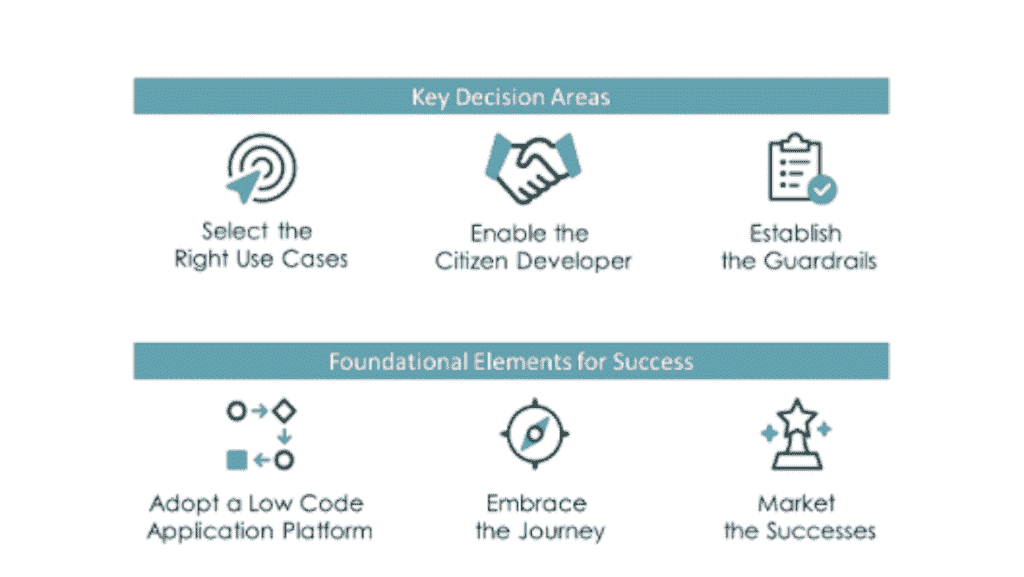 Key Decision Areas
Select the
Right Use Cases
Enable the
Citizen Developer
Establish
the Guardrails
Foundational Elements for Success
Adopt a Low Code
Application Platform
Embrace
the Journey
Market
the Successes